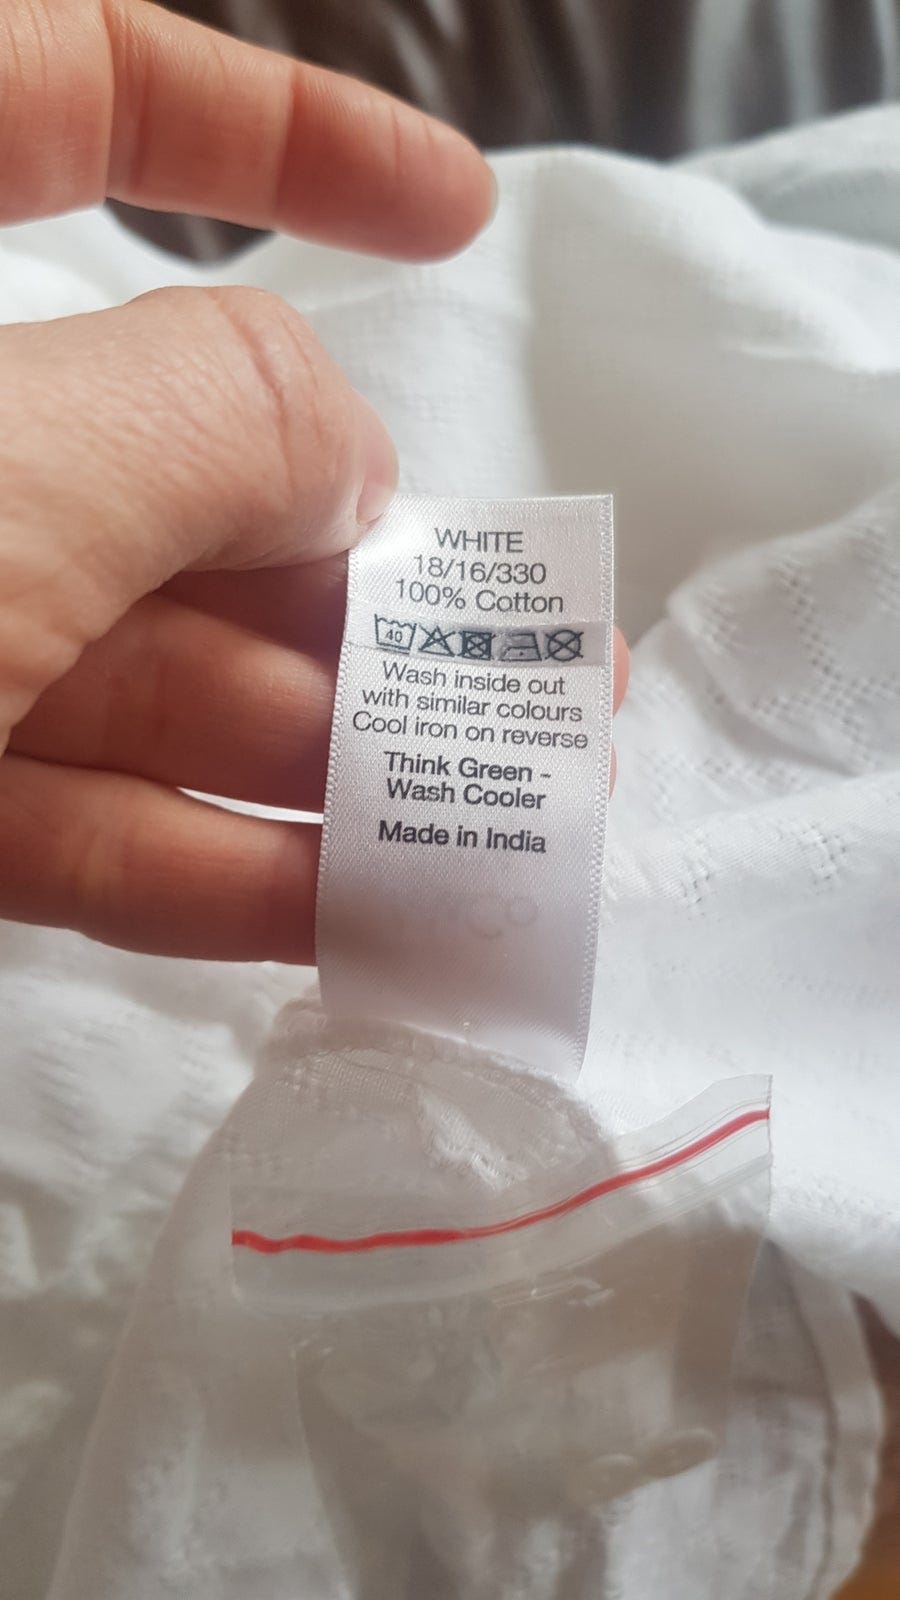 WHITE
18/16/330
100% Cotton
40
Wash inside out
with similar colours
Cool iron on reverse
Think Green -
Wash Cooler
Made in India